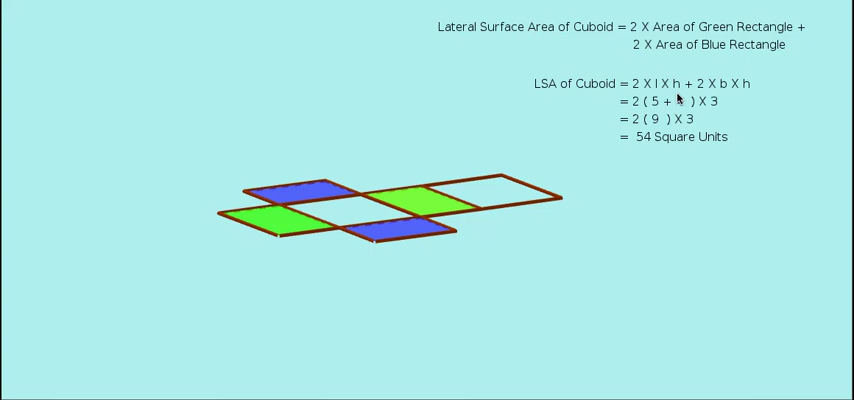 Lateral Surface Area of Cuboid = 2 X Area of Green Rectangle +
2 X Area of Blue Rectangle
LSA of Cuboid = 2 X l X h + 2 X b X h
= 2 ( 5 + ) X 3
= 2 ( 9 ) X 3
= 54 Square Units